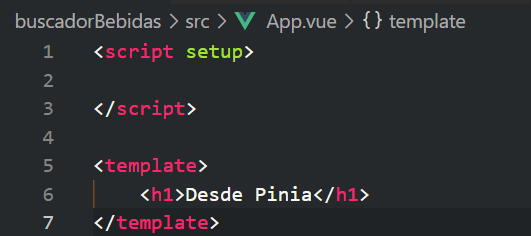 buscadorBebidas > src > App.vue > {} template
1 <script setup>
2
3 </script>
4
5 <template>
6     <h1>Desde Pinia</h1>
7 </template>